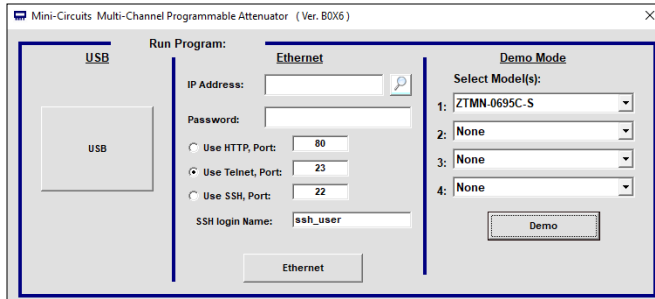 Mini-Circuits Multi-Channel Programmable Attenuator ( Ver. B0X6 )
Run Program:
USB
USB
Ethernet
IP Address:
Password:
Use HTTP, Port: 80
Use Telnet, Port: 23
Use SSH, Port: 22
SSH login Name: ssh_user
Ethernet
Demo Mode
Select Model(s):
1: ZTMN-0695C-S
2: None
3: None
4: None
Demo